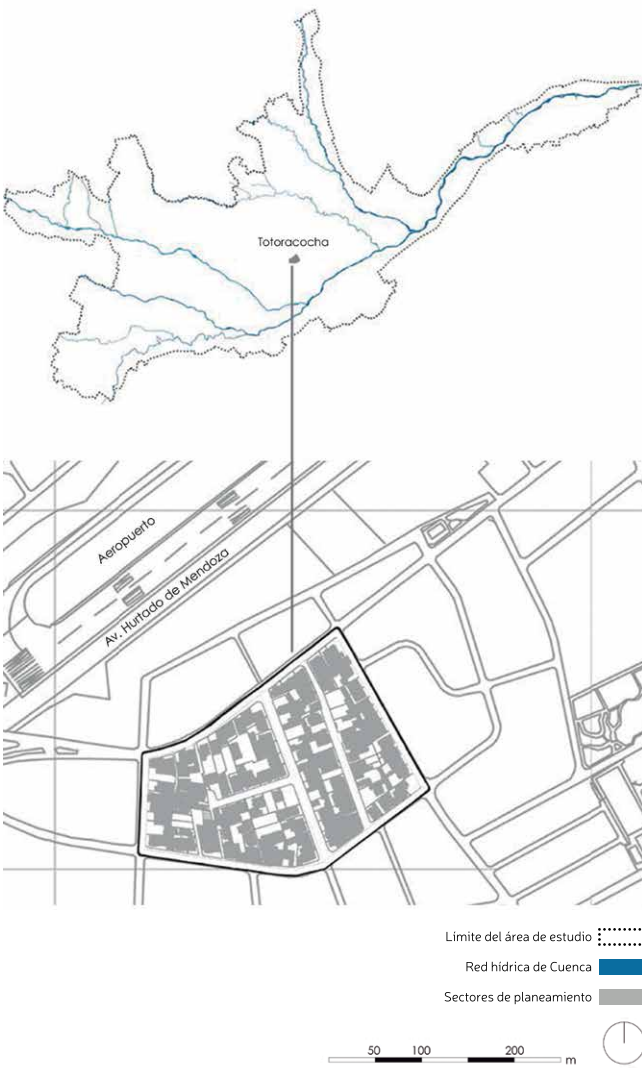 Totoracocha
Aeropuerto
Av. Hurtado de Mendoza
Límite del área de estudio
Red hídrica de Cuenca
Sectores de planeamiento
50 100 200 m